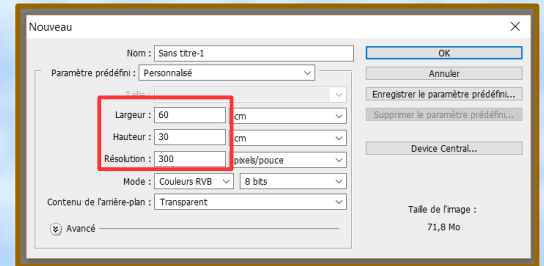 Nouveau
Nom : Sans titre-1
OK
Paramètre prédéfini : Personnalisé
Annuler
Taille :
Enregistrer le paramètre prédéfini...
Largeur : 60 cm
Supprimer le paramètre prédéfini...
Hauteur : 30 cm
Résolution : 300 pixels/pouce
Device Central...
Mode : Couleurs RVB 8 bits
Contenu de l'arrière-plan : Transparent
Taille de l'image :
71,8 Mo
Avancé